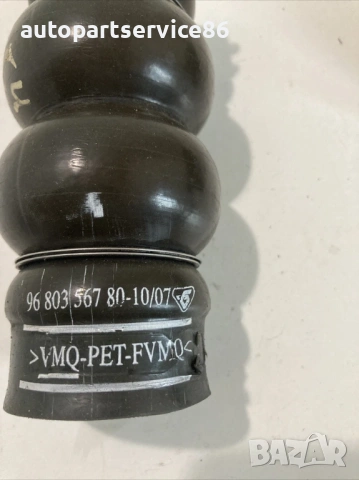 autopartservice86
96 803 567 80-10/07
>VMQ-PET-FVMQ<
BAZAR